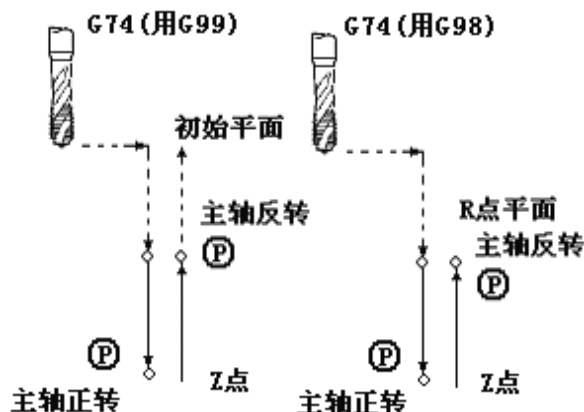 G74(用G99)
初始平面
主轴反转
P
P
Z点
主轴正转
G74(用G98)
R点平面
主轴反转
P
P
Z点
主轴正转